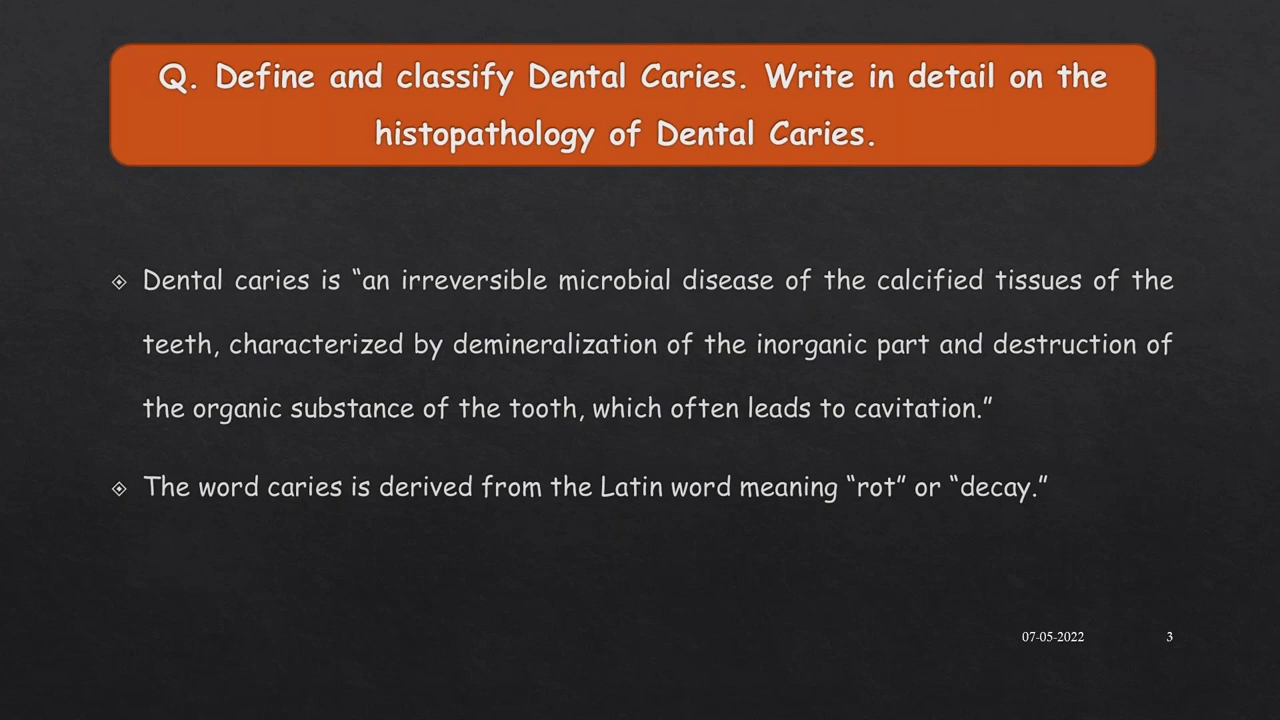 Q. Define and classify Dental Caries. Write in detail on the
histopathology of Dental Caries.
Dental caries is “an irreversible microbial disease of the calcified tissues of the
teeth, characterized by demineralization of the inorganic part and destruction of
the organic substance of the tooth, which often leads to cavitation.”
The word caries is derived from the Latin word meaning “rot” or “decay.”
07-05-2022 3